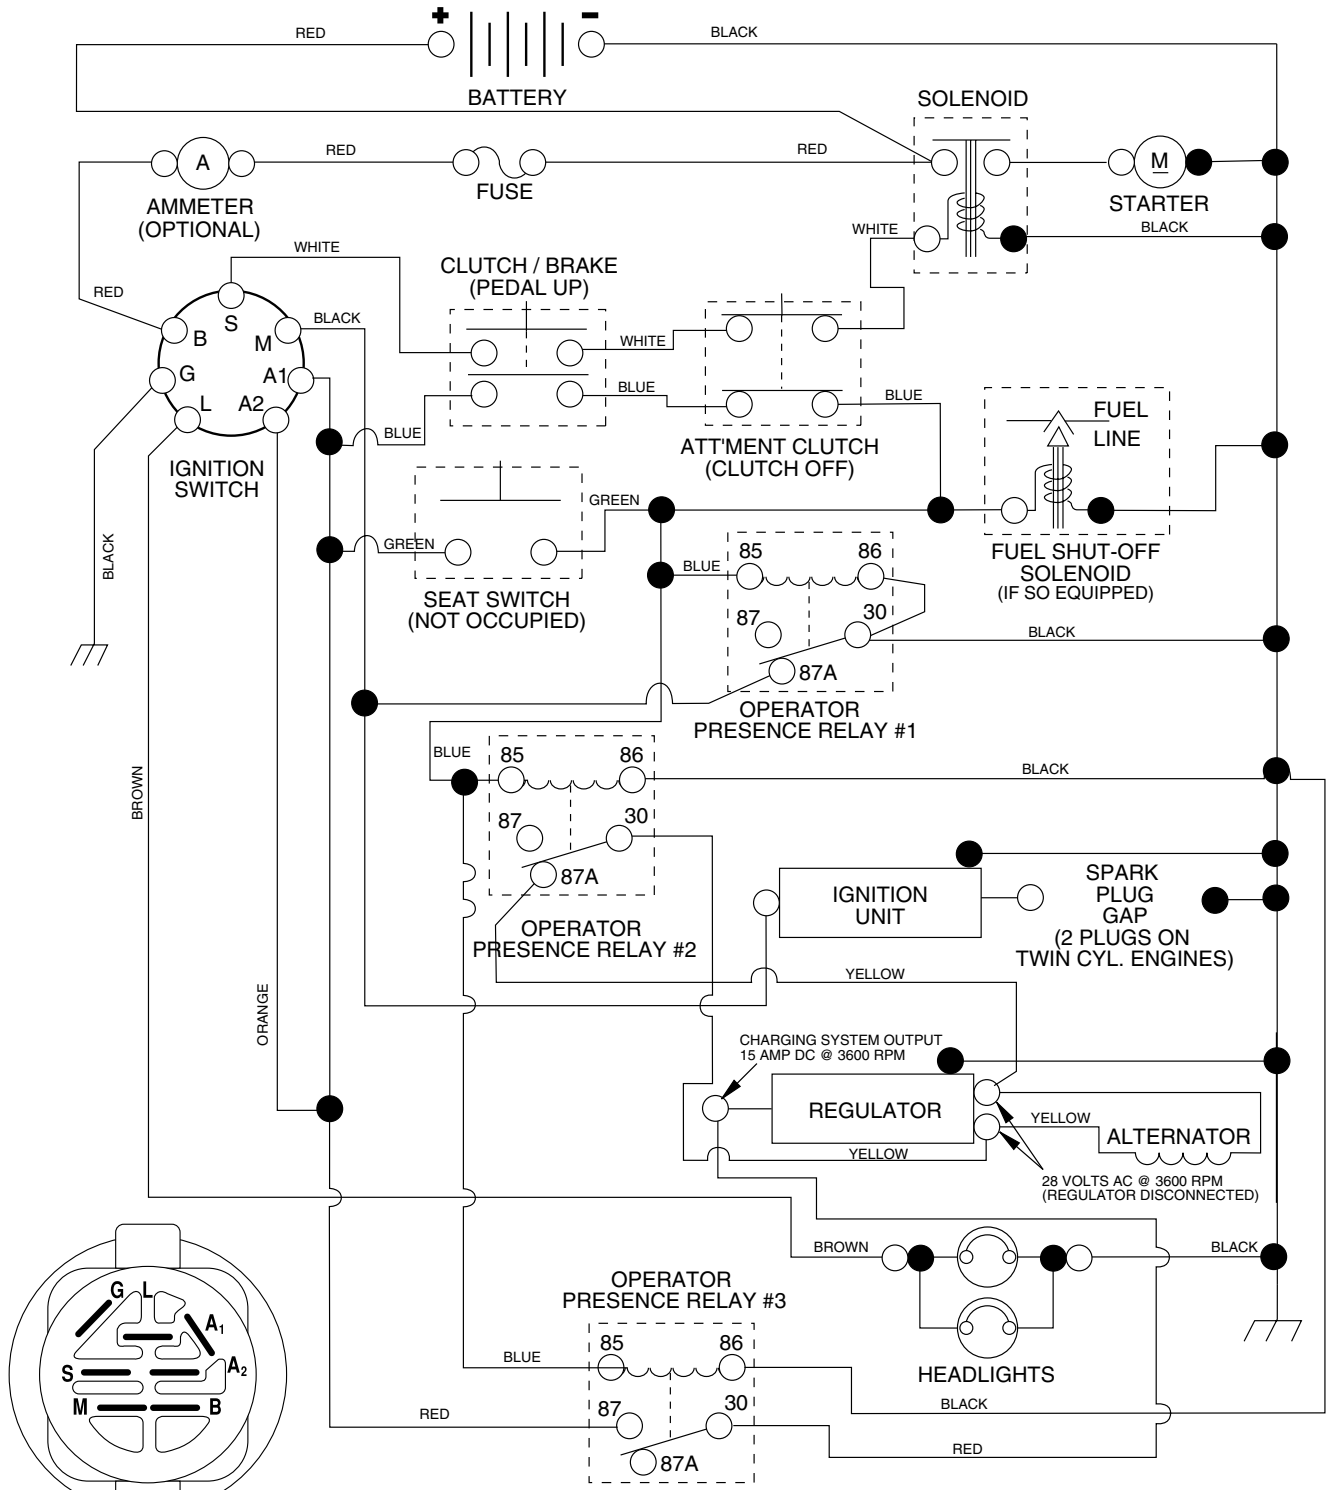 +
−
RED
BLACK
BATTERY
SOLENOID
A
RED
RED
M
FUSE
AMMETER
(OPTIONAL)
STARTER
WHITE
WHITE
BLACK
CLUTCH / BRAKE
(PEDAL UP)
RED
S
BLACK
B
M
WHITE
G
A1
BLUE
BLUE
L
A2
FUEL
LINE
BLUE
ATT'MENT CLUTCH
(CLUTCH OFF)
IGNITION
SWITCH
GREEN
BLACK
GREEN
85
86
FUEL SHUT-OFF
SOLENOID
(IF SO EQUIPPED)
BLUE
SEAT SWITCH
(NOT OCCUPIED)
87
30
BLACK
87A
OPERATOR
PRESENCE RELAY #1
BLUE
85
86
BLACK
BROWN
87
30
87A
IGNITION
UNIT
SPARK
PLUG
GAP
(2 PLUGS ON
TWIN CYL. ENGINES)
OPERATOR
PRESENCE RELAY #2
YELLOW
ORANGE
CHARGING SYSTEM OUTPUT
15 AMP DC @ 3600 RPM
REGULATOR
YELLOW
ALTERNATOR
YELLOW
28 VOLTS AC @ 3600 RPM
(REGULATOR DISCONNECTED)
BROWN
BLACK
OPERATOR
PRESENCE RELAY #3
G
L
A1
85
86
BLUE
HEADLIGHTS
S
A2
M
B
87
30
BLACK
RED
RED
87A